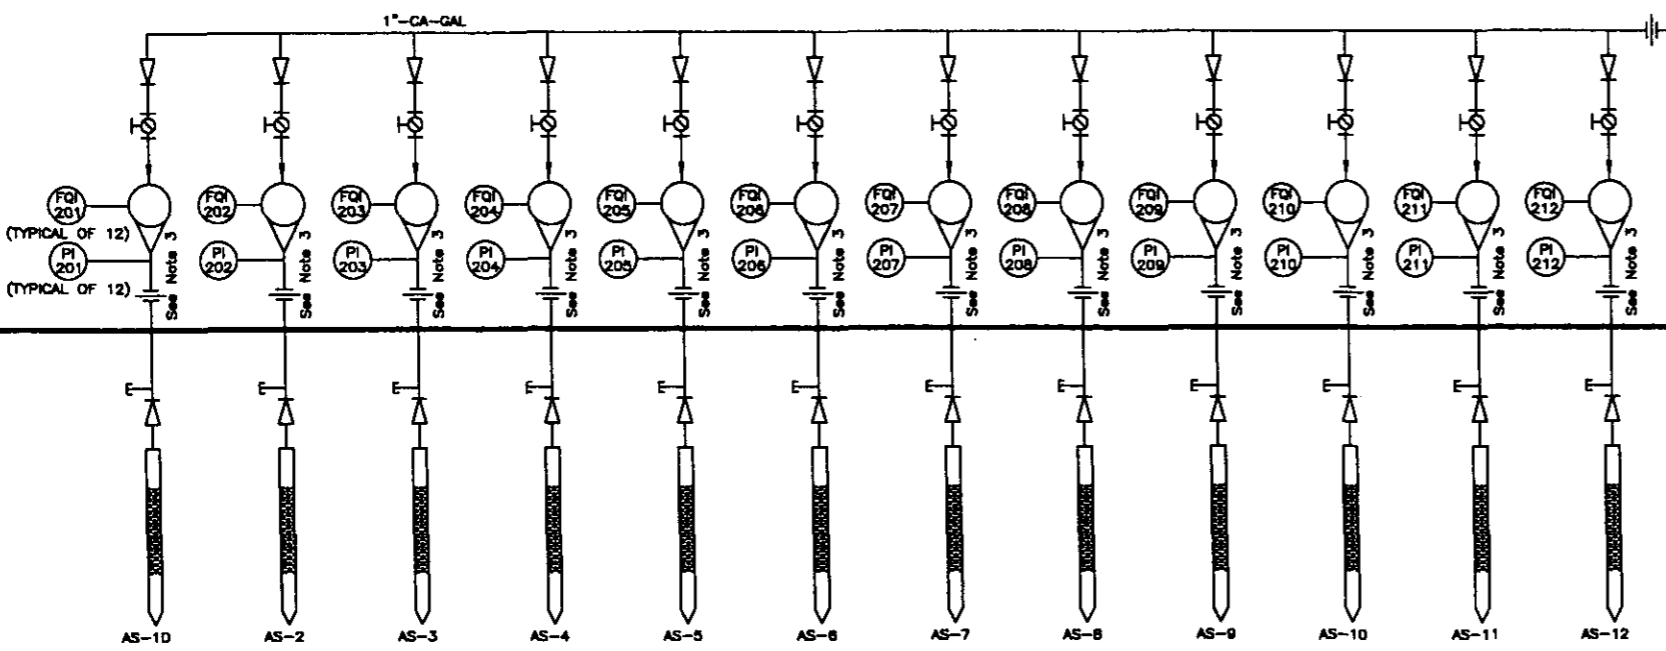 1"-CA-GAL
FQI
201
FQI
202
FQI
203
FQI
204
FQI
205
FQI
206
FQI
207
FQI
208
FQI
209
FQI
210
FQI
211
FQI
212
(TYPICAL OF 12)
PI
201
PI
202
PI
203
PI
204
PI
205
PI
206
PI
207
PI
208
PI
209
PI
210
PI
211
PI
212
(TYPICAL OF 12)
See Note 3
See Note 3
See Note 3
See Note 3
See Note 3
See Note 3
See Note 3
See Note 3
See Note 3
See Note 3
See Note 3
See Note 3
AS-1D
AS-2
AS-3
AS-4
AS-5
AS-6
AS-7
AS-8
AS-9
AS-10
AS-11
AS-12